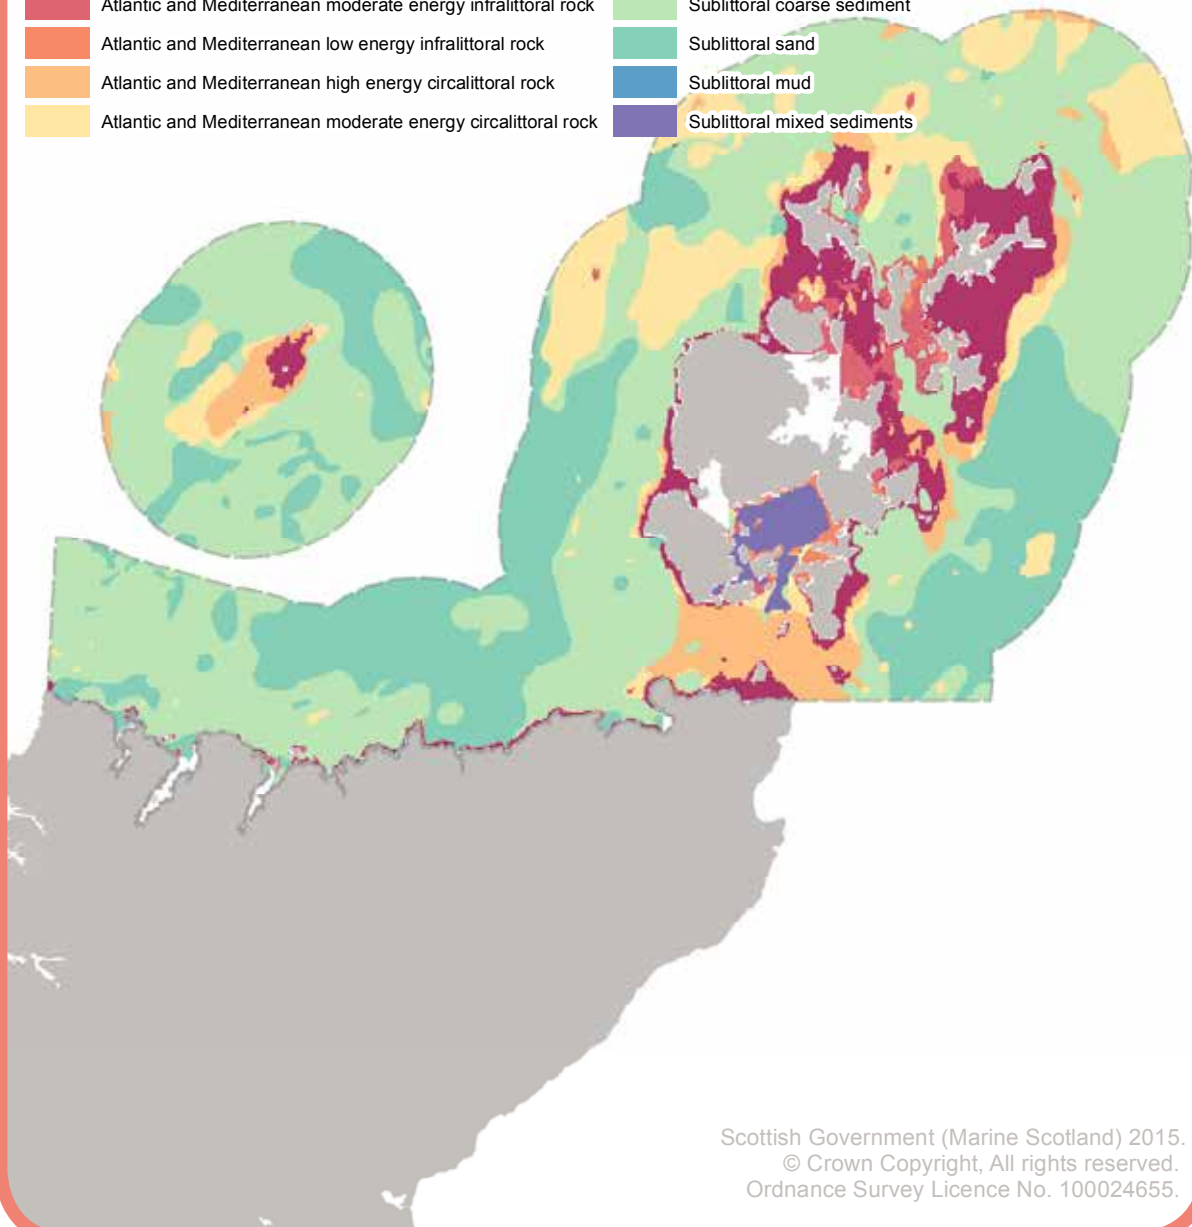 Atlantic and Mediterranean moderate energy infralittoral rock
Atlantic and Mediterranean low energy infralittoral rock
Atlantic and Mediterranean high energy circalittoral rock
Atlantic and Mediterranean moderate energy circalittoral rock
Sublittoral coarse sediment
Sublittoral sand
Sublittoral mud
Sublittoral mixed sediments
Scottish Government (Marine Scotland) 2015.
© Crown Copyright, All rights reserved.
Ordnance Survey Licence No. 100024655.